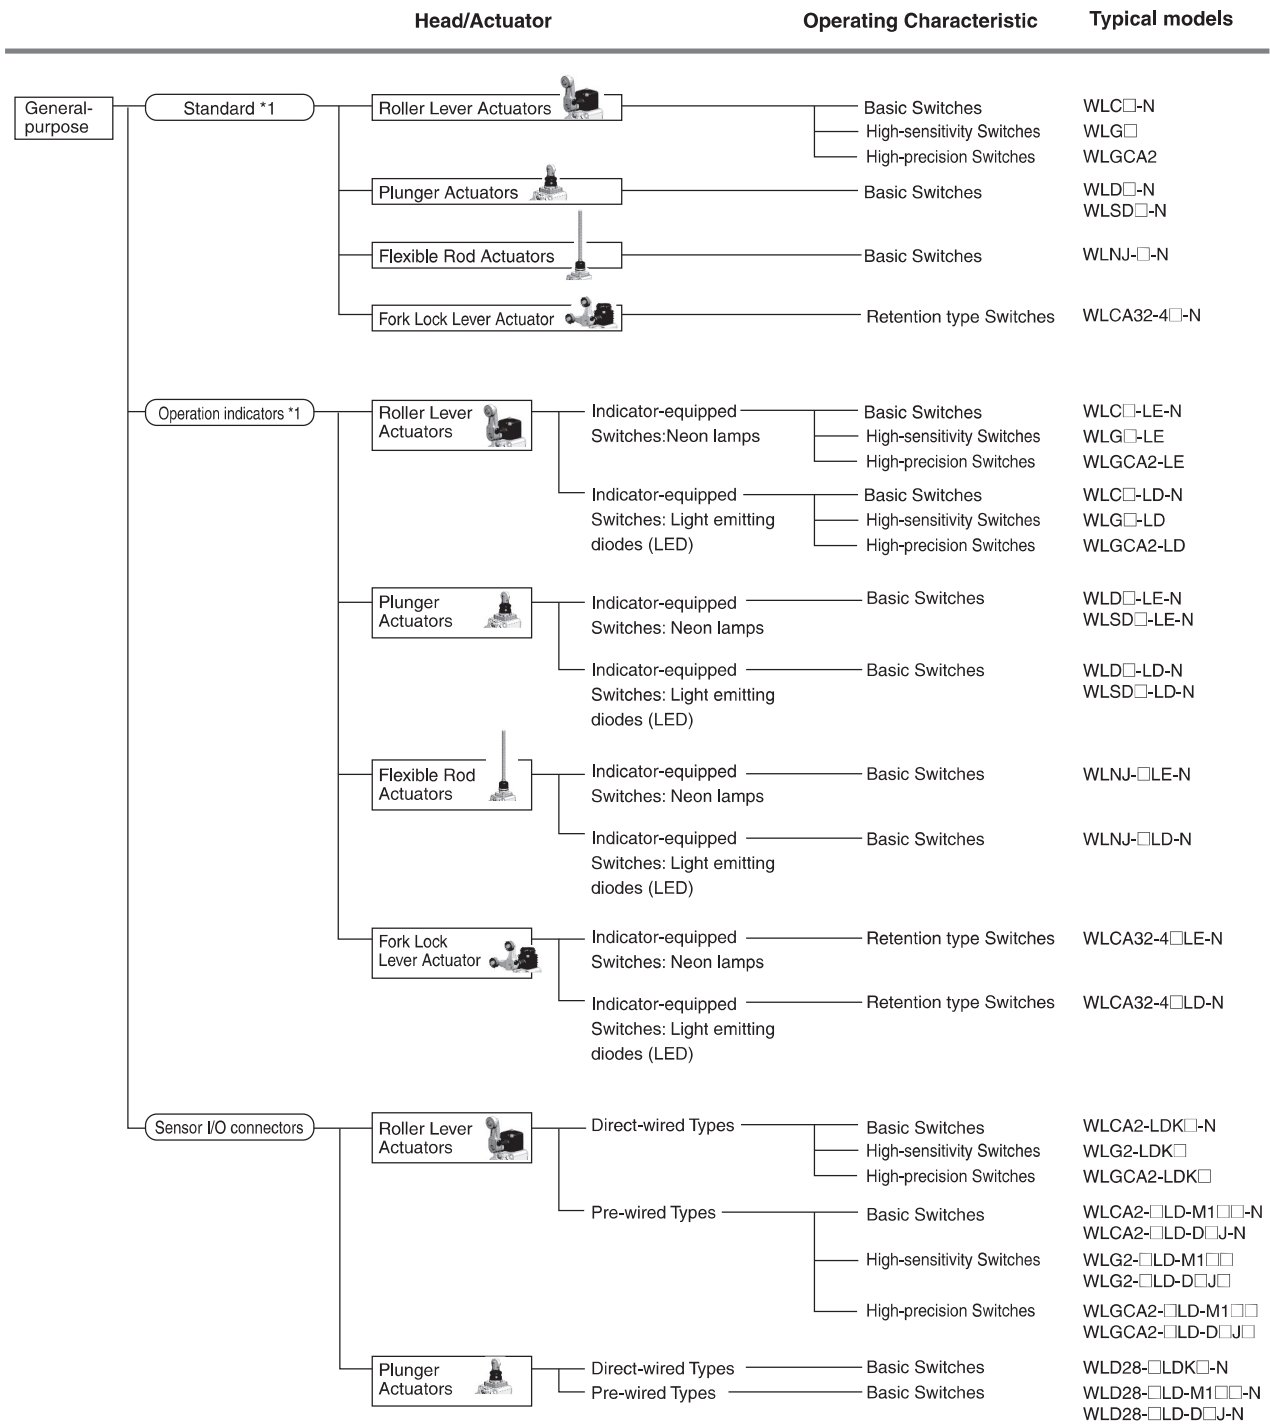 Head/Actuator Operating Characteristic Typical models
General-purpose Standard *1 Roller Lever Actuators Basic Switches WLC□-N
High-sensitivity Switches WLG□
High-precision Switches WLGCA2
Plunger Actuators Basic Switches WLD□-N
WLSD□-N
Flexible Rod Actuators Basic Switches WLNJ-□-N
Fork Lock Lever Actuator Retention type Switches WLCA32-4□-N
Operation indicators *1 Roller Lever Indicator-equipped Basic Switches WLC□-LE-N
Actuators Switches:Neon lamps High-sensitivity Switches WLG□-LE
High-precision Switches WLGCA2-LE
Indicator-equipped Basic Switches WLC□-LD-N
Switches: Light emitting High-sensitivity Switches WLG□-LD
diodes (LED) High-precision Switches WLGCA2-LD
Plunger Indicator-equipped Basic Switches WLD□-LE-N
Actuators Switches: Neon lamps WLSD□-LE-N
Indicator-equipped Basic Switches WLD□-LD-N
Switches: Light emitting WLSD□-LD-N
diodes (LED)
Flexible Rod Indicator-equipped Basic Switches WLNJ-□LE-N
Actuators Switches: Neon lamps
Indicator-equipped Basic Switches WLNJ-□LD-N
Switches: Light emitting
diodes (LED)
Fork Lock Indicator-equipped Retention type Switches WLCA32-4□LE-N
Lever Actuator Switches: Neon lamps
Indicator-equipped Retention type Switches WLCA32-4□LD-N
Switches: Light emitting
diodes (LED)
Sensor I/O connectors Roller Lever Direct-wired Types Basic Switches WLCA2-LDK□-N
Actuators High-sensitivity Switches WLG2-LDK□
High-precision Switches WLGCA2-LDK□
Pre-wired Types Basic Switches WLCA2-□LD-M1□□-N
WLCA2-□LD-D□J-N
High-sensitivity Switches WLG2-□LD-M1□□
WLG2-□LD-D□J□
High-precision Switches WLGCA2-□LD-M1□□
WLGCA2-□LD-D□J□
Plunger Direct-wired Types Basic Switches WLD28-□LDK□-N
Actuators Pre-wired Types Basic Switches WLD28-□LD-M1□□-N
WLD28-□LD-D□J-N